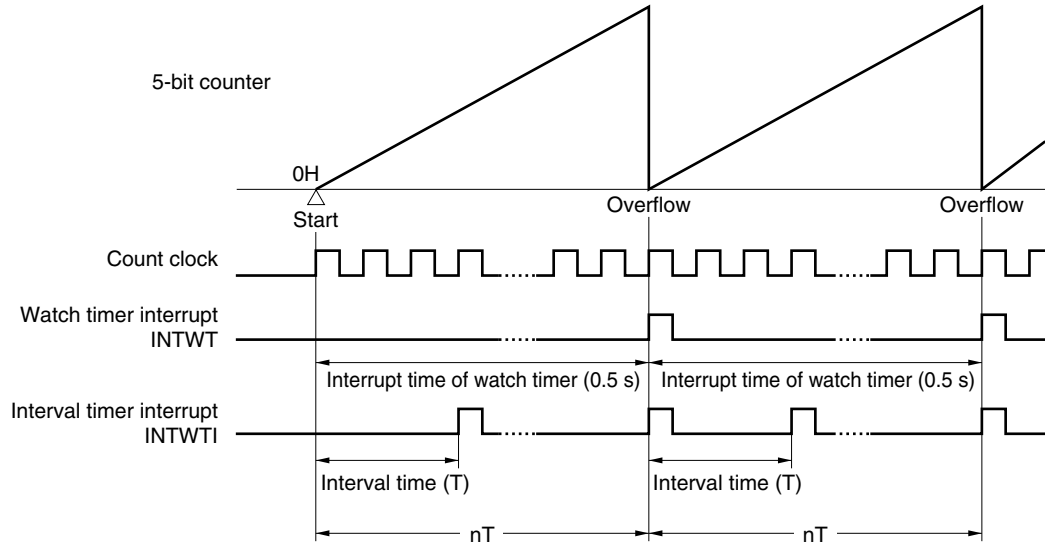 5-bit counter
0H
Start
Overflow
Overflow
Count clock
Watch timer interrupt
INTWT
Interrupt time of watch timer (0.5 s)
Interrupt time of watch timer (0.5 s)
Interval timer interrupt
INTWTI
Interval time (T)
Interval time (T)
nT
nT